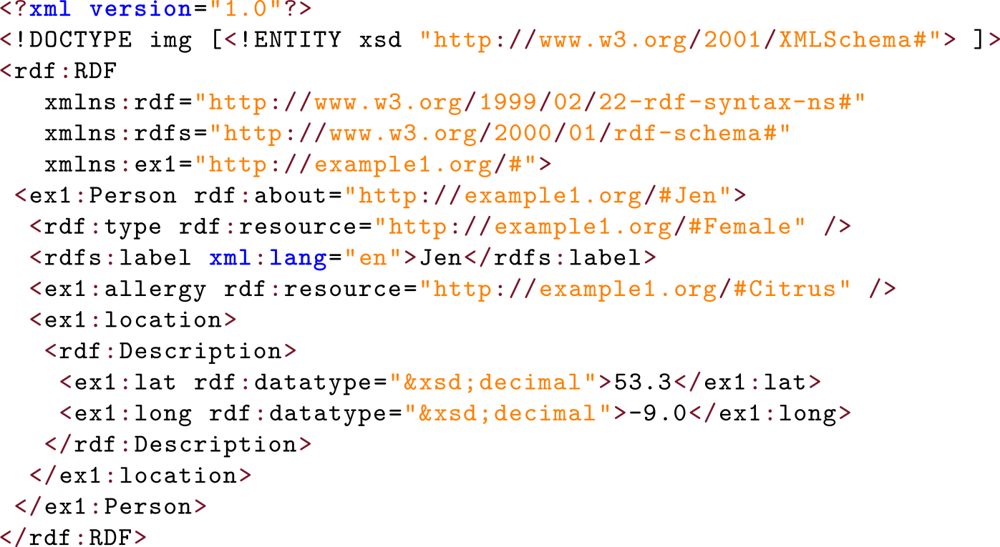 <?xml version="1.0"?>
<!DOCTYPE img [<!ENTITY xsd "http://www.w3.org/2001/XMLSchema#"> ]>
<rdf:RDF
   xmlns:rdf="http://www.w3.org/1999/02/22-rdf-syntax-ns#"
   xmlns:rdfs="http://www.w3.org/2000/01/rdf-schema#"
   xmlns:ex1="http://example1.org/#">
 <ex1:Person rdf:about="http://example1.org/#Jen">
  <rdf:type rdf:resource="http://example1.org/#Female" />
  <rdfs:label xml:lang="en">Jen</rdfs:label>
  <ex1:allergy rdf:resource="http://example1.org/#Citrus" />
  <ex1:location>
   <rdf:Description>
    <ex1:lat rdf:datatype="&xsd;decimal">53.3</ex1:lat>
    <ex1:long rdf:datatype="&xsd;decimal">-9.0</ex1:long>
   </rdf:Description>
  </ex1:location>
 </ex1:Person>
</rdf:RDF>